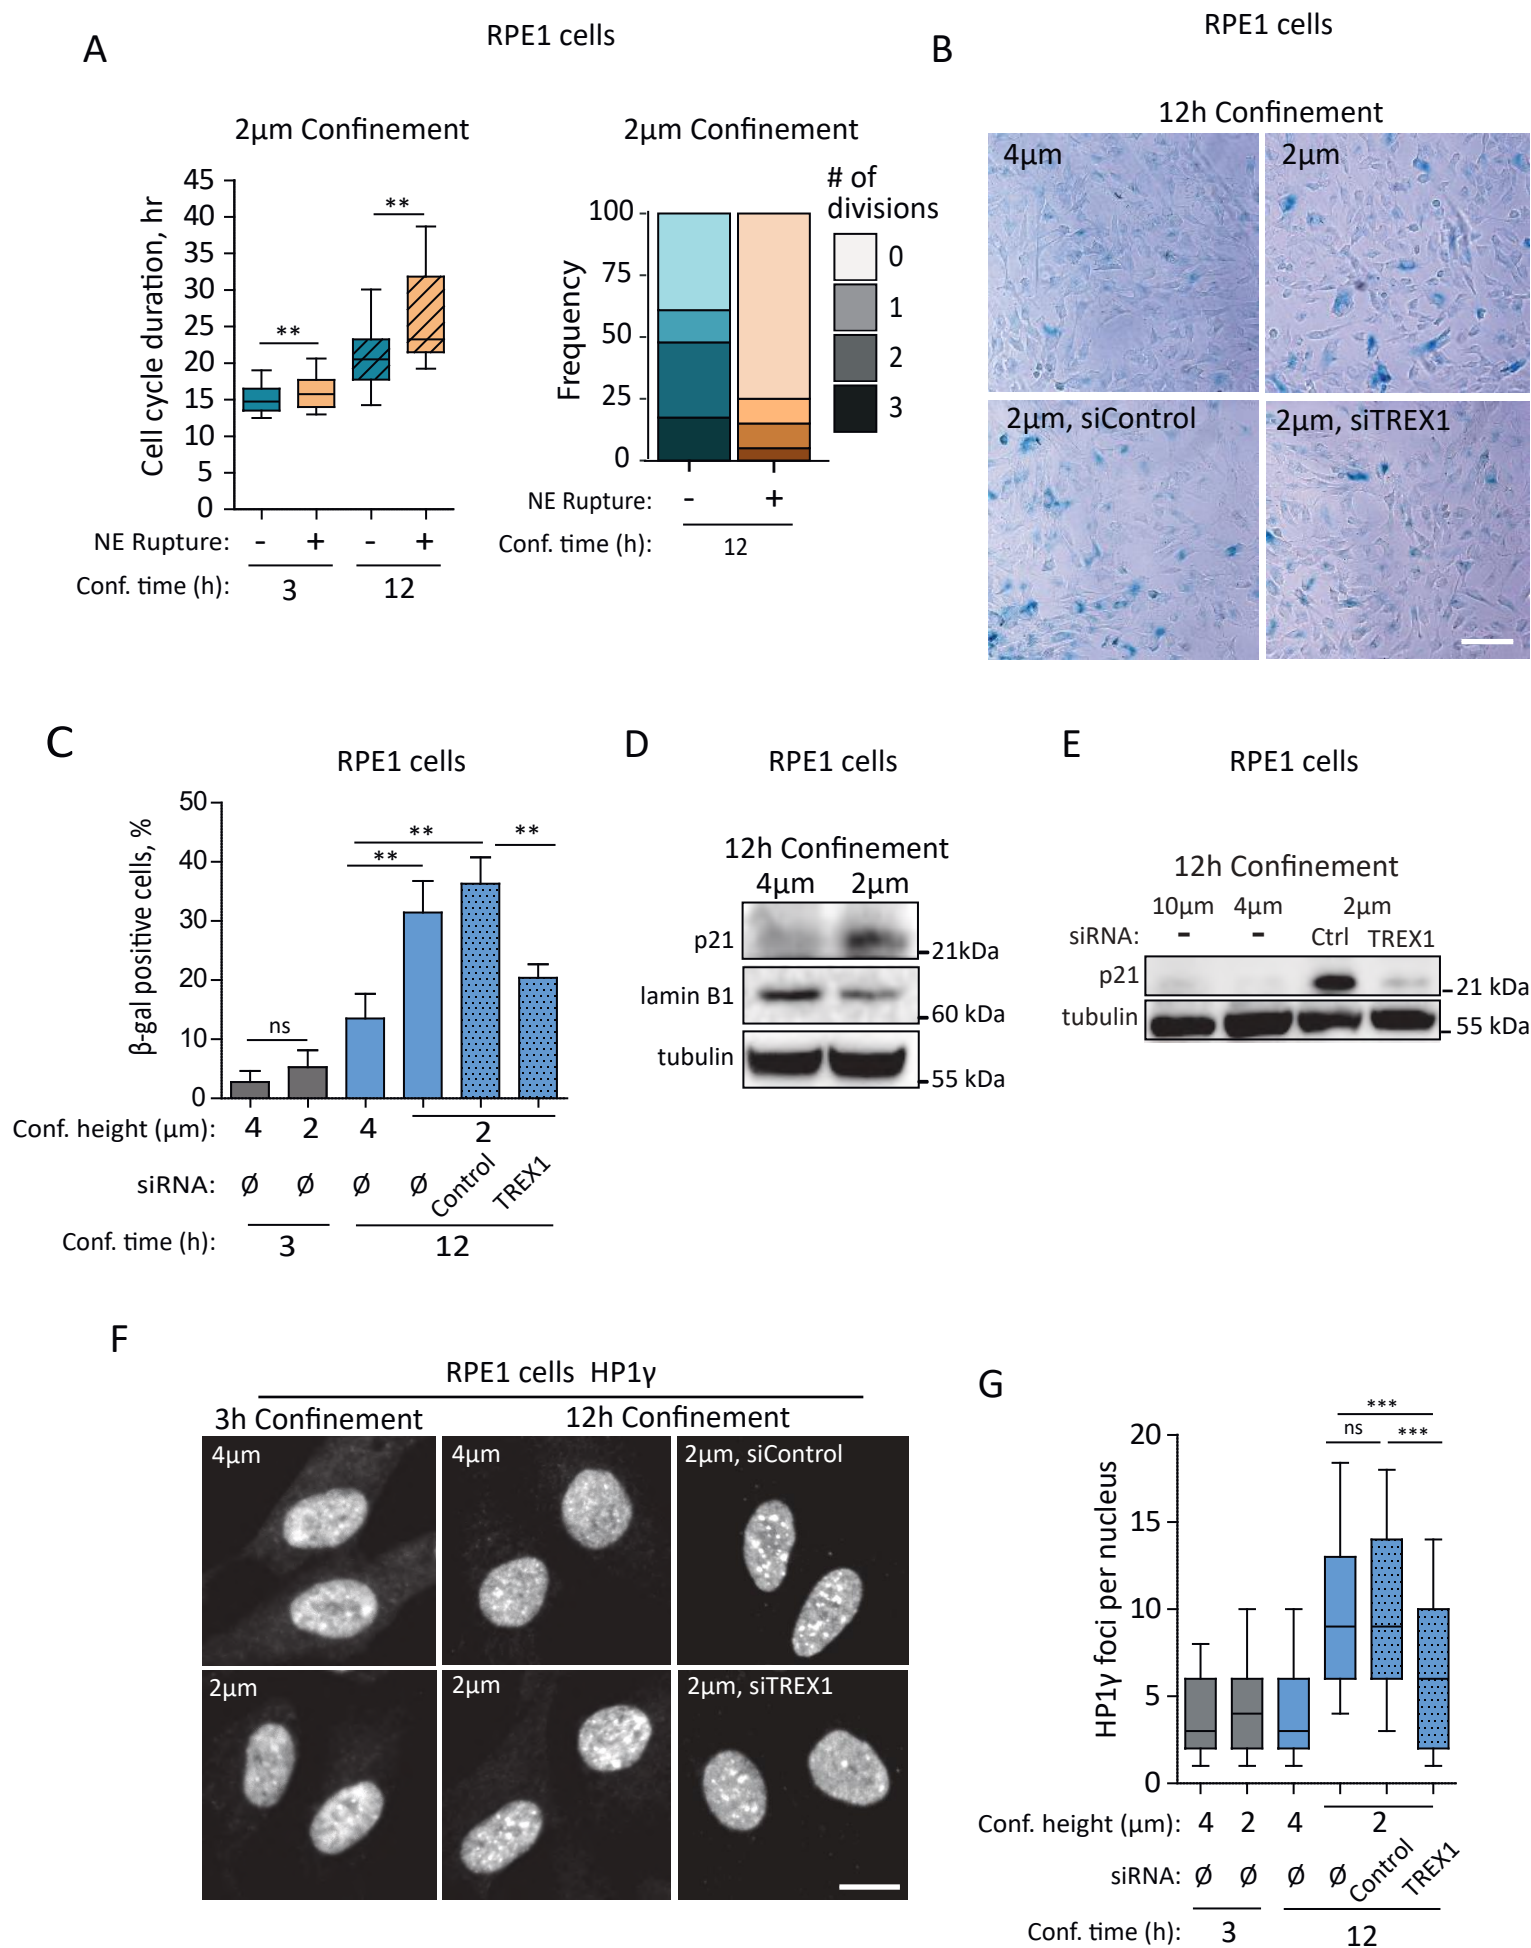 A
RPE1 cells
2µm Confinement
45
40
35
30
25
20
15
10
5
0
Cell cycle duration, hr
**
**
NE Rupture: - + - +
Conf. time (h): 3 12
2µm Confinement
100
75
50
25
0
Frequency
# of
divisions
0
1
2
3
NE Rupture: - +
Conf. time (h): 12
B
RPE1 cells
12h Confinement
4µm
2µm
2µm, siControl
2µm, siTREX1
C
RPE1 cells
50
40
30
20
10
0
β-gal positive cells, %
ns
**
**
**
Conf. height (µm): 4 2 4 2
siRNA: Ø Ø Ø Ø Control TREX1
Conf. time (h): 3 12
D
RPE1 cells
12h Confinement
4µm 2µm
p21
21kDa
lamin B1
60 kDa
tubulin
55 kDa
E
RPE1 cells
12h Confinement
10µm 4µm 2µm
siRNA: - - Ctrl TREX1
p21
21 kDa
tubulin
55 kDa
F
RPE1 cells HP1γ
3h Confinement 12h Confinement
4µm
4µm
2µm, siControl
2µm
2µm
2µm, siTREX1
G
20
15
10
5
0
HP1γ foci per nucleus
***
ns
***
Conf. height (µm): 4 2 4 2
siRNA: Ø Ø Ø Ø Control TREX1
Conf. time (h): 3 12